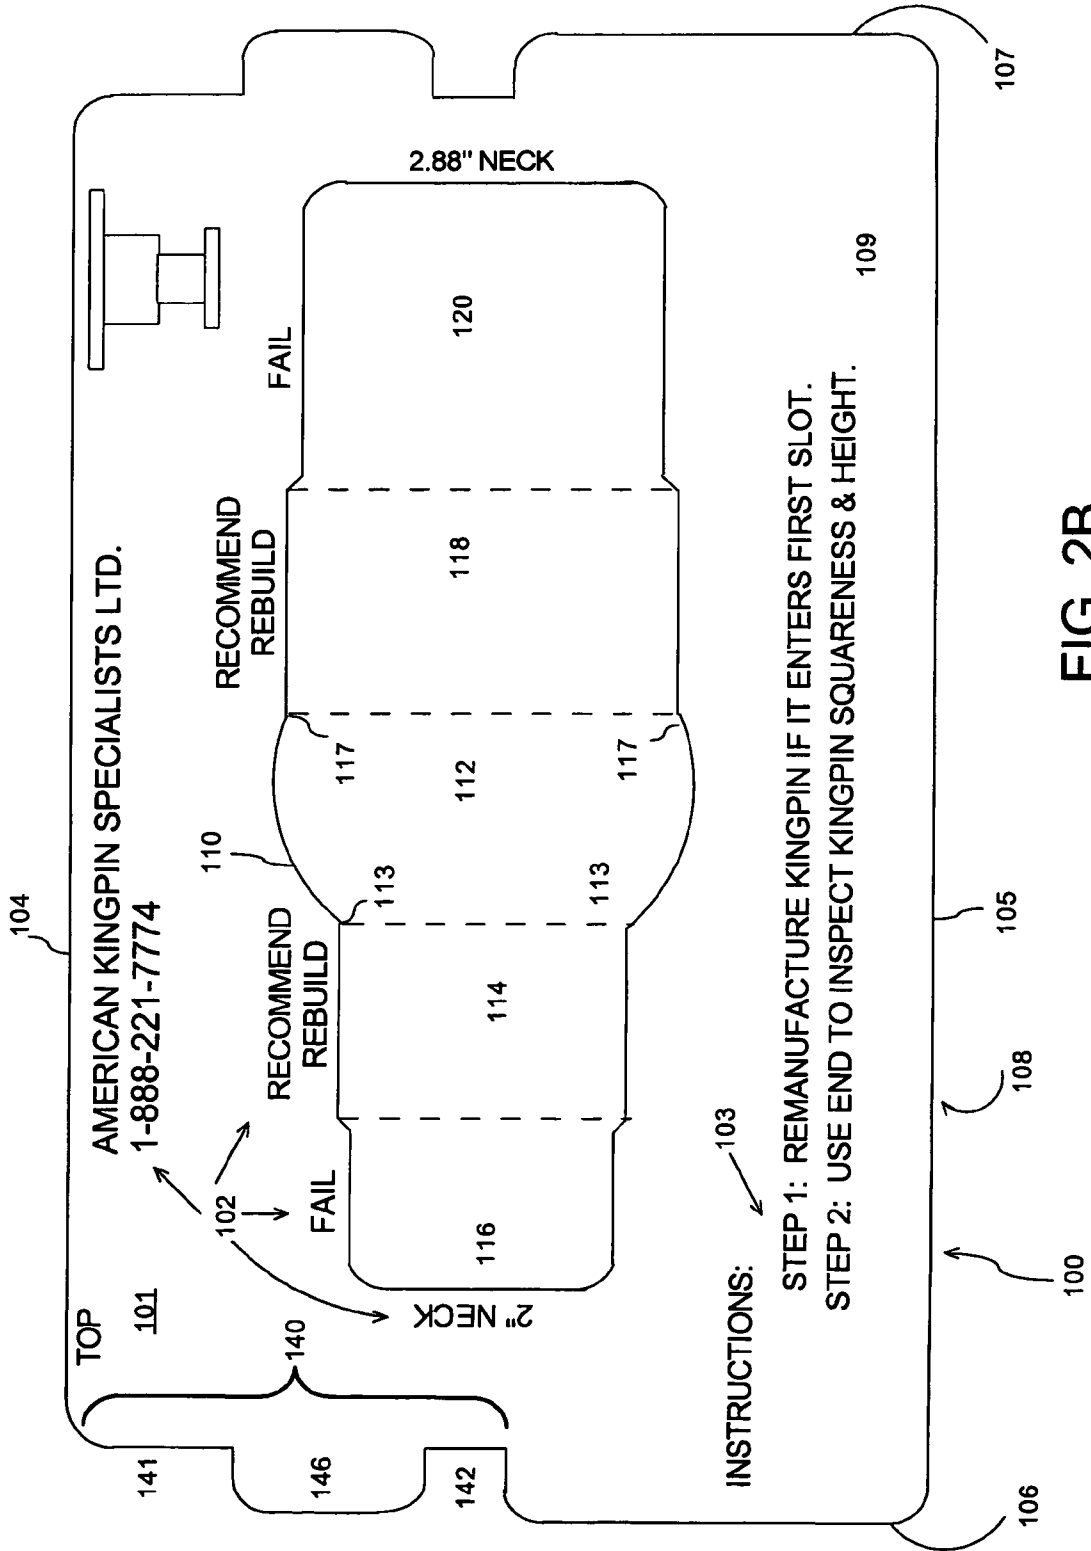 104
TOP
101
AMERICAN KINGPIN SPECIALISTS LTD.
1-888-221-7774
141
146
142
140
102
FAIL
RECOMMEND
REBUILD
110
RECOMMEND
REBUILD
FAIL
2" NECK
116
114
113
113
112
117
117
118
120
2.88" NECK
103
INSTRUCTIONS:
STEP 1: REMANUFACTURE KINGPIN IF IT ENTERS FIRST SLOT.
STEP 2: USE END TO INSPECT KINGPIN SQUARENESS & HEIGHT.
109
106
100
108
105
107
FIG. 2B